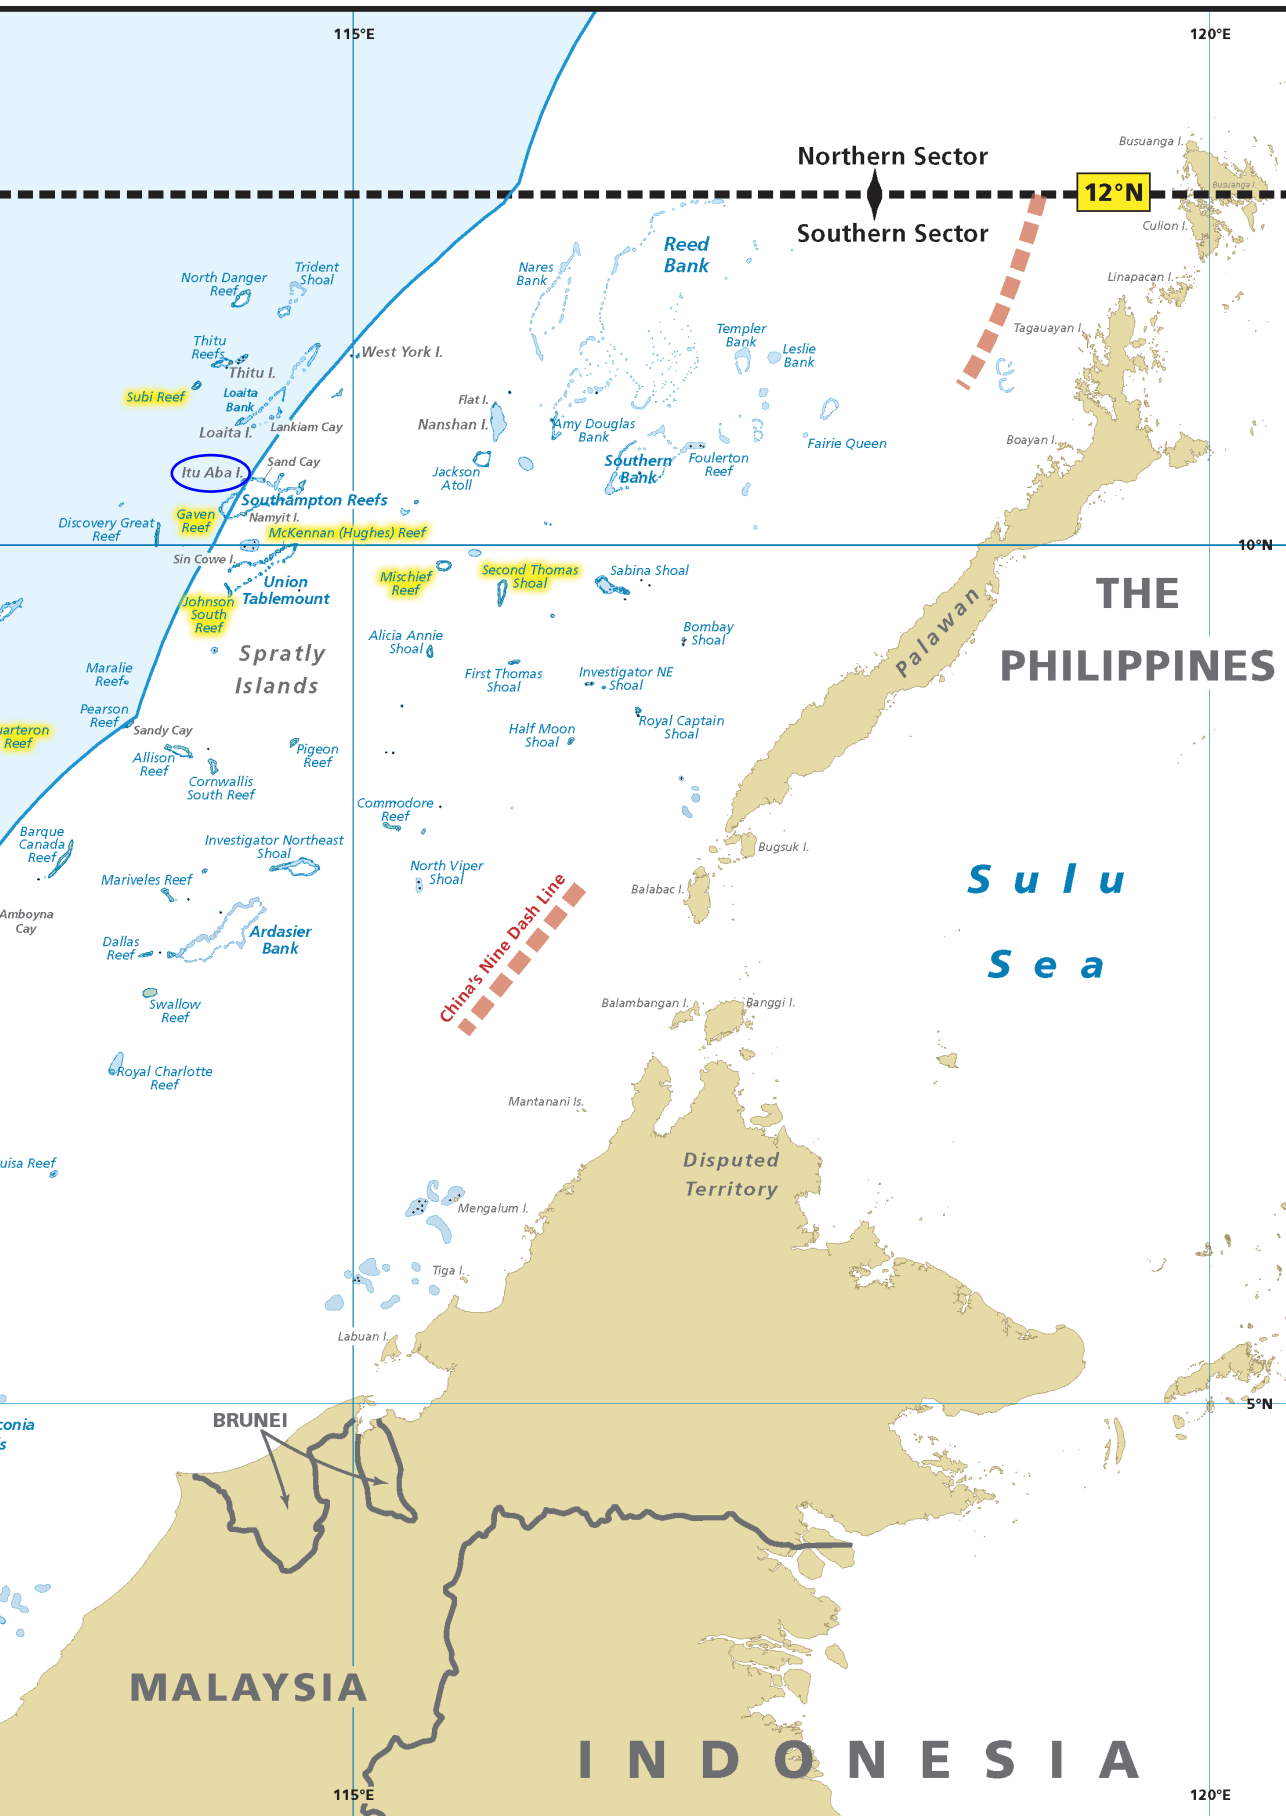 115°E
120°E
Busuanga I.
Northern Sector
12°N
Busuanga I.
Southern Sector
Culion I.
Reed
Bank
North Danger
Reef
Trident
Shoal
Nares
Bank
Linapacan I.
Tagauayan I.
Thitu
Reefs
Thitu I.
West York I.
Templer
Bank
Leslie
Bank
Subi Reef
Loaita
Bank
Loaita I.
Lankiam Cay
Flat I.
Nanshan I.
Amy Douglas
Bank
Fairie Queen
Boayan I.
Itu Aba I.
Sand Cay
Jackson
Atoll
Southern
Bank
Foulerton
Reef
Southampton Reefs
Gaven
Reef
Namyit I.
Discovery Great
Reef
McKennan (Hughes) Reef
10°N
Sin Cowe I.
Union
Tablemount
Mischief
Reef
Second Thomas
Shoal
Sabina Shoal
THE
PHILIPPINES
Johnson
South
Reef
Spratly
Islands
Alicia Annie
Shoal
Bombay
Shoal
Palawan
Maralie
Reef
First Thomas
Shoal
Investigator NE
Shoal
Pearson
Reef
Sandy Cay
uarteron
Reef
Royal Captain
Shoal
Half Moon
Shoal
Allison
Reef
Cornwallis
South Reef
Pigeon
Reef
Commodore
Reef
Barque
Canada
Reef
Investigator Northeast
Shoal
Bugsuk I.
Mariveles Reef
North Viper
Shoal
Balabac I.
Sulu
Sea
Amboyna
Cay
China's Nine Dash Line
Dallas
Reef
Ardasier
Bank
Swallow
Reef
Balambangan I.
Banggi I.
Royal Charlotte
Reef
Mantanani Is.
uisa Reef
Disputed
Territory
Mengalum I.
Tiga I.
Labuan I.
5°N
BRUNEI
conia
s
MALAYSIA
INDONESIA
115°E
120°E